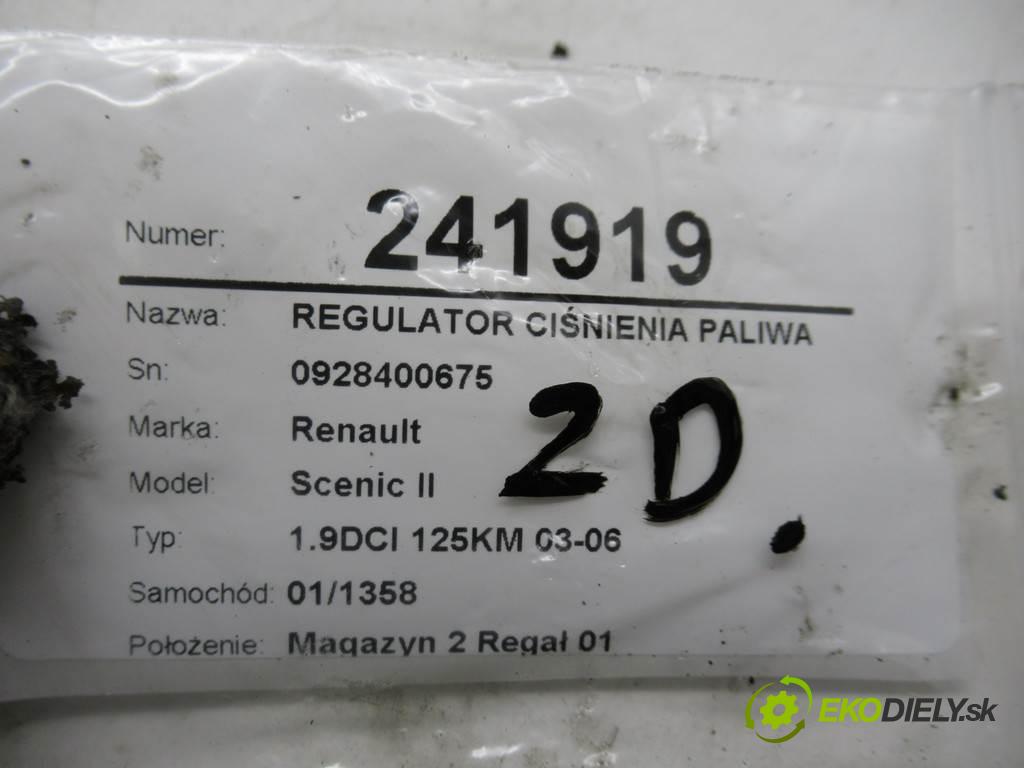 Numer: 241919
Nazwa: REGULATOR CIŚNIENIA PALIWA
Sn: 0928400675
Marka: Renault
Model: Scenic II
Typ: 1.9DCI 125KM 03-06
Samochód: 01/1358
Położenie: Magazyn 2 Regał 01
2D.
EKODIELY.sk